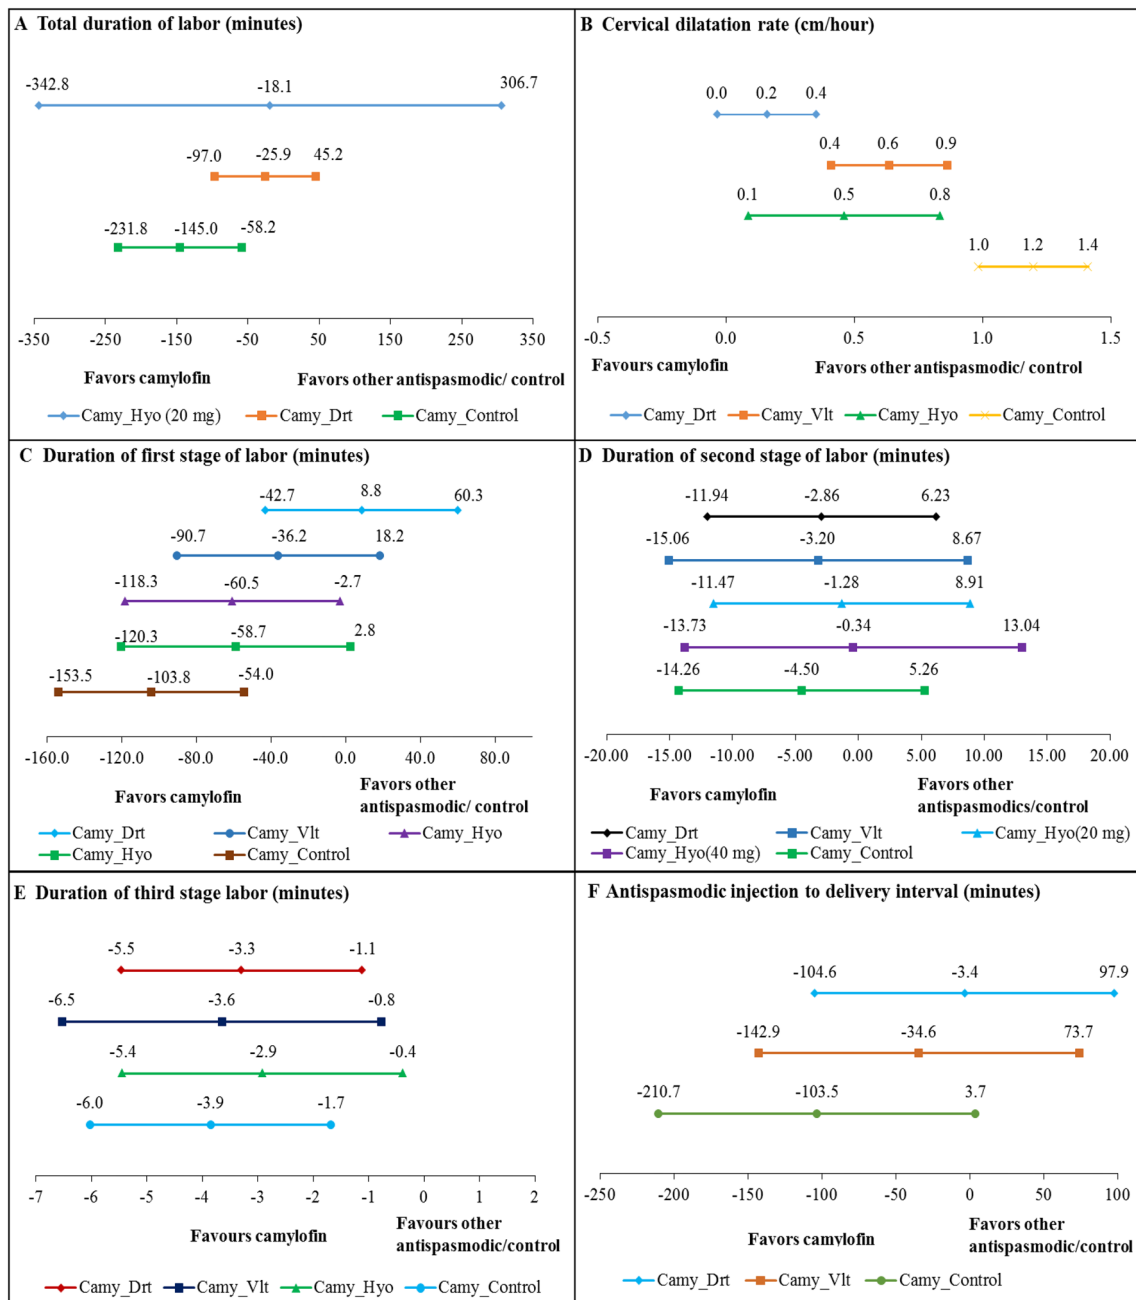 A Total duration of labor (minutes)
-342.8 -18.1 306.7
-97.0 -25.9 45.2
-231.8 -145.0 -58.2
-350 -250 -150 -50 50 150 250 350
Favors camylofin Favors other antispasmodic/ control
Camy_Hyo (20 mg) Camy_Drt Camy_Control
B Cervical dilatation rate (cm/hour)
0.0 0.2 0.4
0.4 0.6 0.9
0.1 0.5 0.8
1.0 1.2 1.4
-0.5 0.0 0.5 1.0 1.5
Favours camylofin Favors other antispasmodic/ control
Camy_Drt Camy_Vlt Camy_Hyo Camy_Control
C Duration of first stage of labor (minutes)
-42.7 8.8 60.3
-90.7 -36.2 18.2
-118.3 -60.5 -2.7
-120.3 -58.7 2.8
-153.5 -103.8 -54.0
-160.0 -120.0 -80.0 -40.0 0.0 40.0 80.0
Favors camylofin Favors other
antispasmodic/ control
Camy_Drt Camy_Vlt Camy_Hyo
Camy_Hyo Camy_Control
D Duration of second stage of labor (minutes)
-11.94 -2.86 6.23
-15.06 -3.20 8.67
-11.47 -1.28 8.91
-13.73 -0.34 13.04
-14.26 -4.50 5.26
-20.00 -15.00 -10.00 -5.00 0.00 5.00 10.00 15.00 20.00
Favors camylofin Favors other
antispasmodics/control
Camy_Drt Camy_Vlt Camy_Hyo(20 mg)
Camy_Hyo(40 mg) Camy_Control
E Duration of third stage labor (minutes)
-5.5 -3.3 -1.1
-6.5 -3.6 -0.8
-5.4 -2.9 -0.4
-6.0 -3.9 -1.7
-7 -6 -5 -4 -3 -2 -1 0 1 2
Favours camylofin Favours other
antispasmodic/control
Camy_Drt Camy_Vlt Camy_Hyo Camy_Control
F Antispasmodic injection to delivery interval (minutes)
-104.6 -3.4 97.9
-142.9 -34.6 73.7
-210.7 -103.5 3.7
-250 -200 -150 -100 -50 0 50 100
Favors camylofin Favors other
antispasmodic/control
Camy_Drt Camy_Vlt Camy_Control